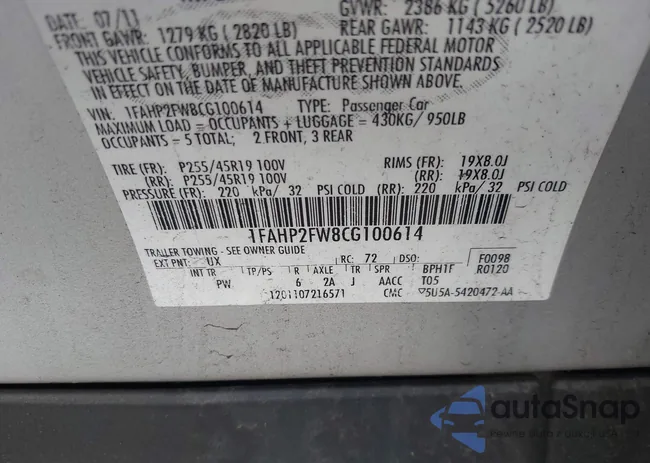 DATE: 07/11
GVWR: 2386 KG ( 5260 LB)
FRONT GAWR: 1279 KG ( 2820 LB)
REAR GAWR: 1143 KG ( 2520 LB)
THIS VEHICLE CONFORMS TO ALL APPLICABLE FEDERAL MOTOR
VEHICLE SAFETY, BUMPER, AND THEFT PREVENTION STANDARDS
IN EFFECT ON THE DATE OF MANUFACTURE SHOWN ABOVE.
VIN: 1FAHP2FW8CG100614 TYPE: Passenger Car
MAXIMUM LOAD = OCCUPANTS + LUGGAGE = 430KG/ 950LB
OCCUPANTS = 5 TOTAL; 2 FRONT, 3 REAR
TIRE (FR): P255/45R19 100V RIMS (FR): 19X8.0J
(RR): P255/45R19 100V (RR): 19X8.0J
PRESSURE (FR): 220 kPa/ 32 PSI COLD (RR): 220 kPa/ 32 PSI COLD
1FAHP2FW8CG100614
TRAILER TOWING - SEE OWNER GUIDE
EXT PNT: UX RC: 72 DSO: F0098
R0120
INT TR TP/PS R AXLE TR SPR BPH1F
PW 6 2A J AACC T05
1201107216571 CMC 5U5A-5420472-AA
autoSnap
Pewne auta z aukcji USA